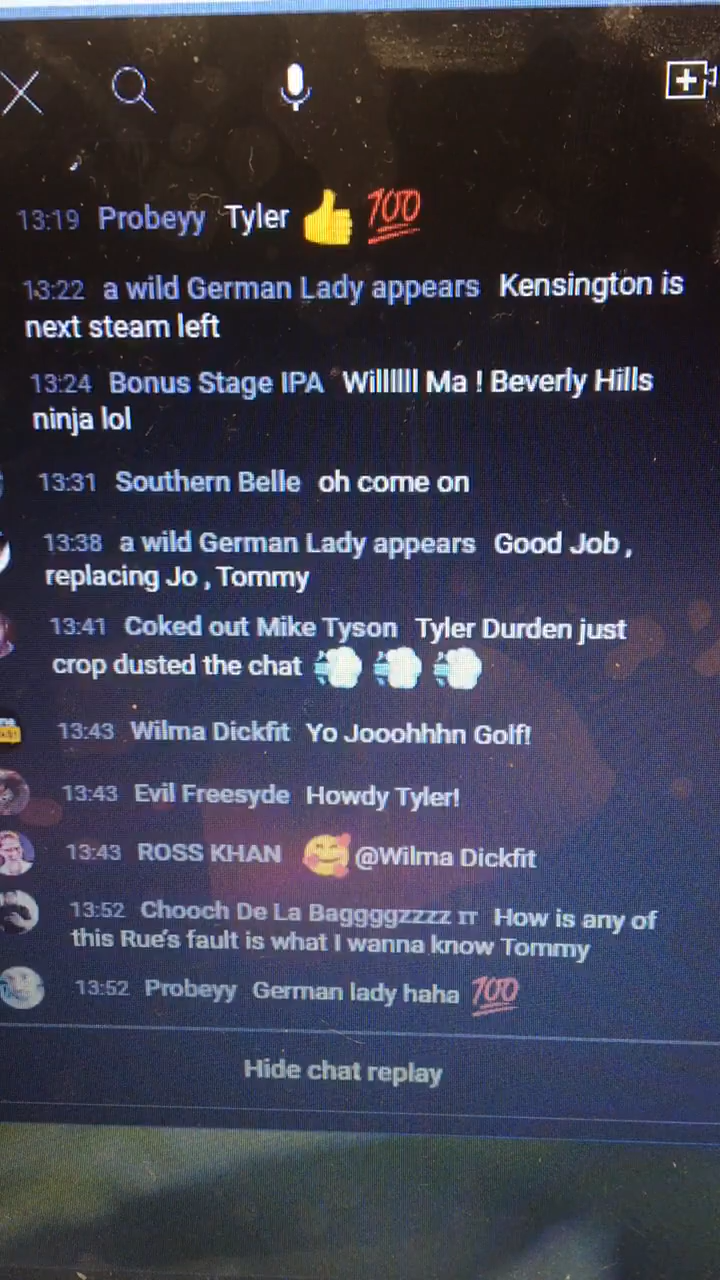 13:19 Probeyy Tyler 👍 💯
13:22 a wild German Lady appears Kensington is
next steam left
13:24 Bonus Stage IPA Willlllll Ma ! Beverly Hills
ninja lol
13:31 Southern Belle oh come on
13:38 a wild German Lady appears Good Job ,
replacing Jo , Tommy
13:41 Coked out Mike Tyson Tyler Durden just
crop dusted the chat 💨 💨 💨
13:43 Wilma Dickfit Yo Jooohhhn Golf!
13:43 Evil Freesyde Howdy Tyler!
13:43 ROSS KHAN 🥰 @Wilma Dickfit
13:52 Chooch De La Baggggzzzz IT How is any of
this Rue's fault is what I wanna know Tommy
13:52 Probeyy German lady haha 💯
Hide chat replay